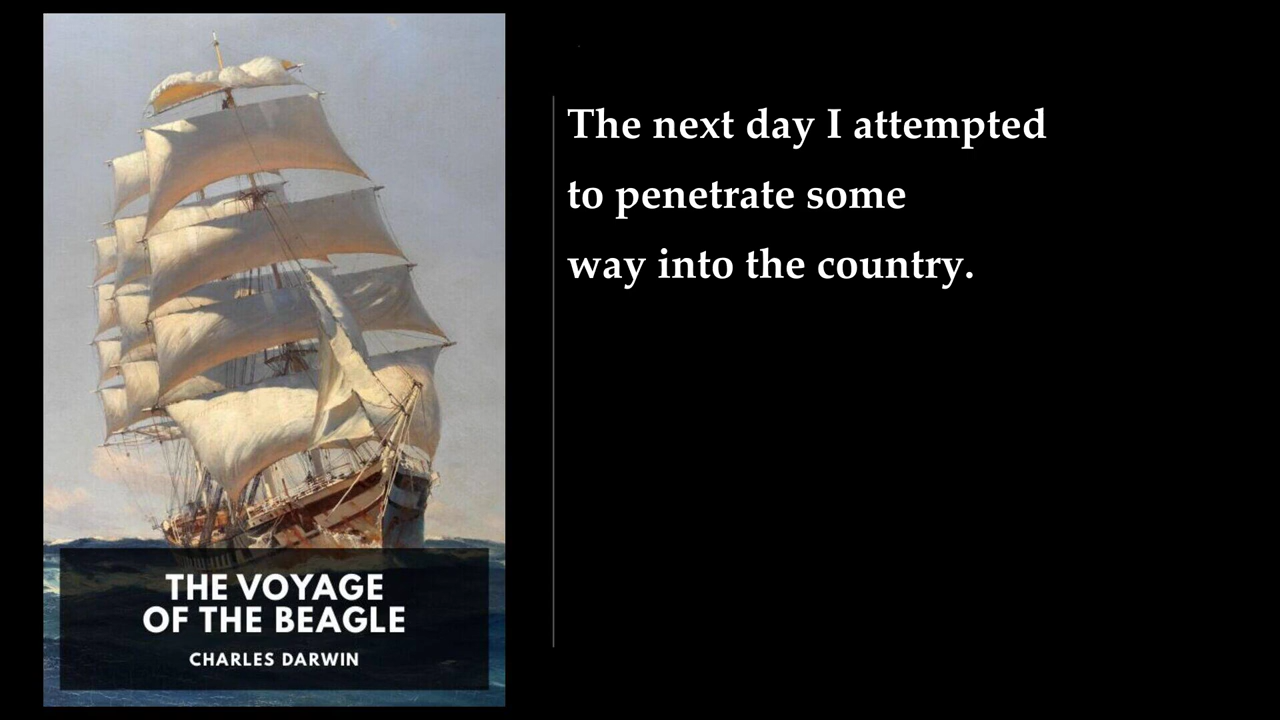 THE VOYAGE
OF THE BEAGLE
CHARLES DARWIN
The next day I attempted
to penetrate some
way into the country.